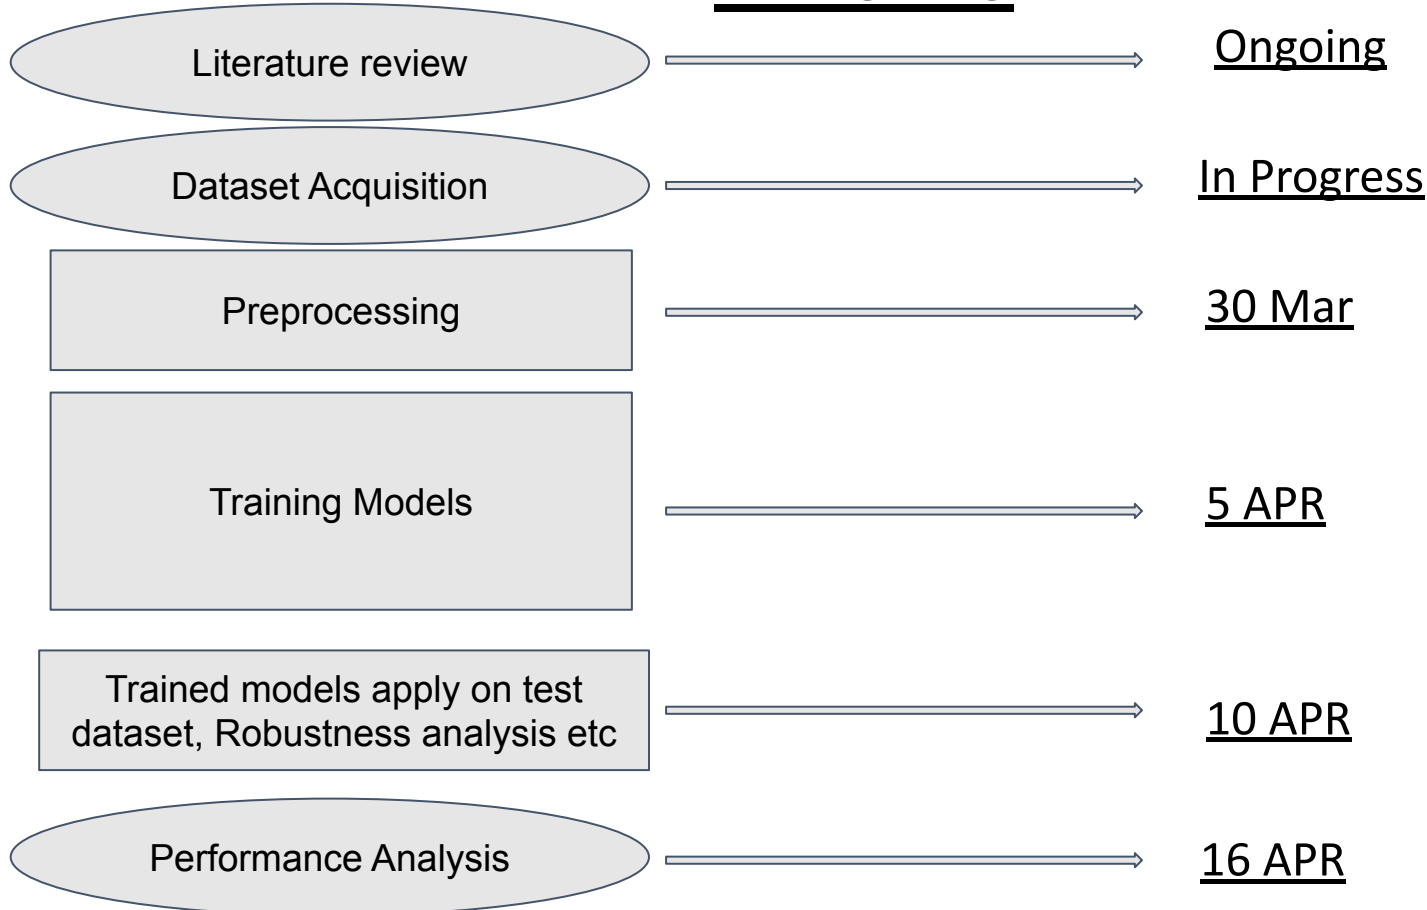 Literature review
Ongoing
Dataset Acquisition
In Progress
Preprocessing
30 Mar
Training Models
5 APR
Trained models apply on test
dataset, Robustness analysis etc
10 APR
Performance Analysis
16 APR